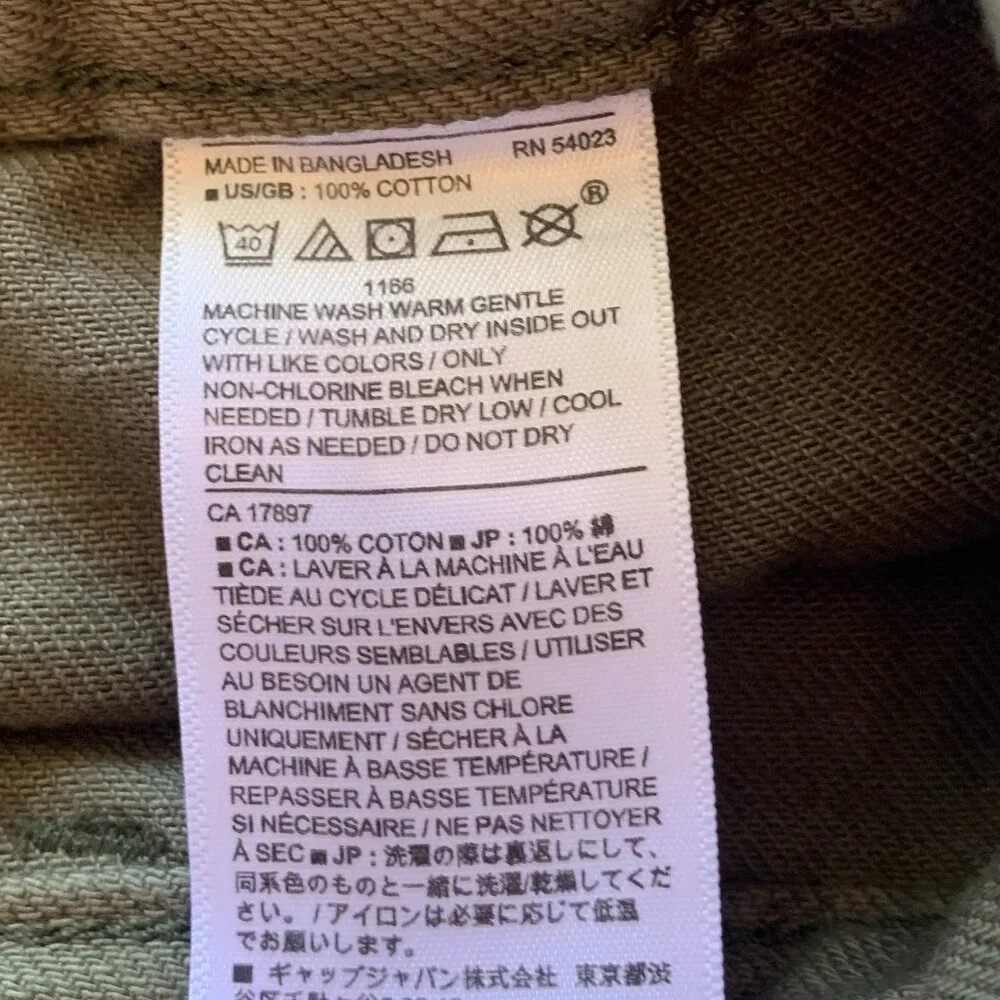 MADE IN BANGLADESH RN 54023
■ US/GB : 100% COTTON
40 ®
1166
MACHINE WASH WARM GENTLE
CYCLE / WASH AND DRY INSIDE OUT
WITH LIKE COLORS / ONLY
NON-CHLORINE BLEACH WHEN
NEEDED / TUMBLE DRY LOW / COOL
IRON AS NEEDED / DO NOT DRY
CLEAN
CA 17897
■ CA : 100% COTON ■ JP : 100% 綿
■ CA : LAVER À LA MACHINE À L'EAU
TIÈDE AU CYCLE DÉLICAT / LAVER ET
SÉCHER SUR L'ENVERS AVEC DES
COULEURS SEMBLABLES / UTILISER
AU BESOIN UN AGENT DE
BLANCHIMENT SANS CHLORE
UNIQUEMENT / SÉCHER À LA
MACHINE À BASSE TEMPÉRATURE /
REPASSER À BASSE TEMPÉRATURE
SI NÉCESSAIRE / NE PAS NETTOYER
À SEC ■ JP : 洗濯の際は裏返しにして、
同系色のものと一緒に洗濯/乾燥してくだ
さい。/アイロンは必要に応じて低温
でお願いします。
■ ギャップジャパン株式会社 東京都渋